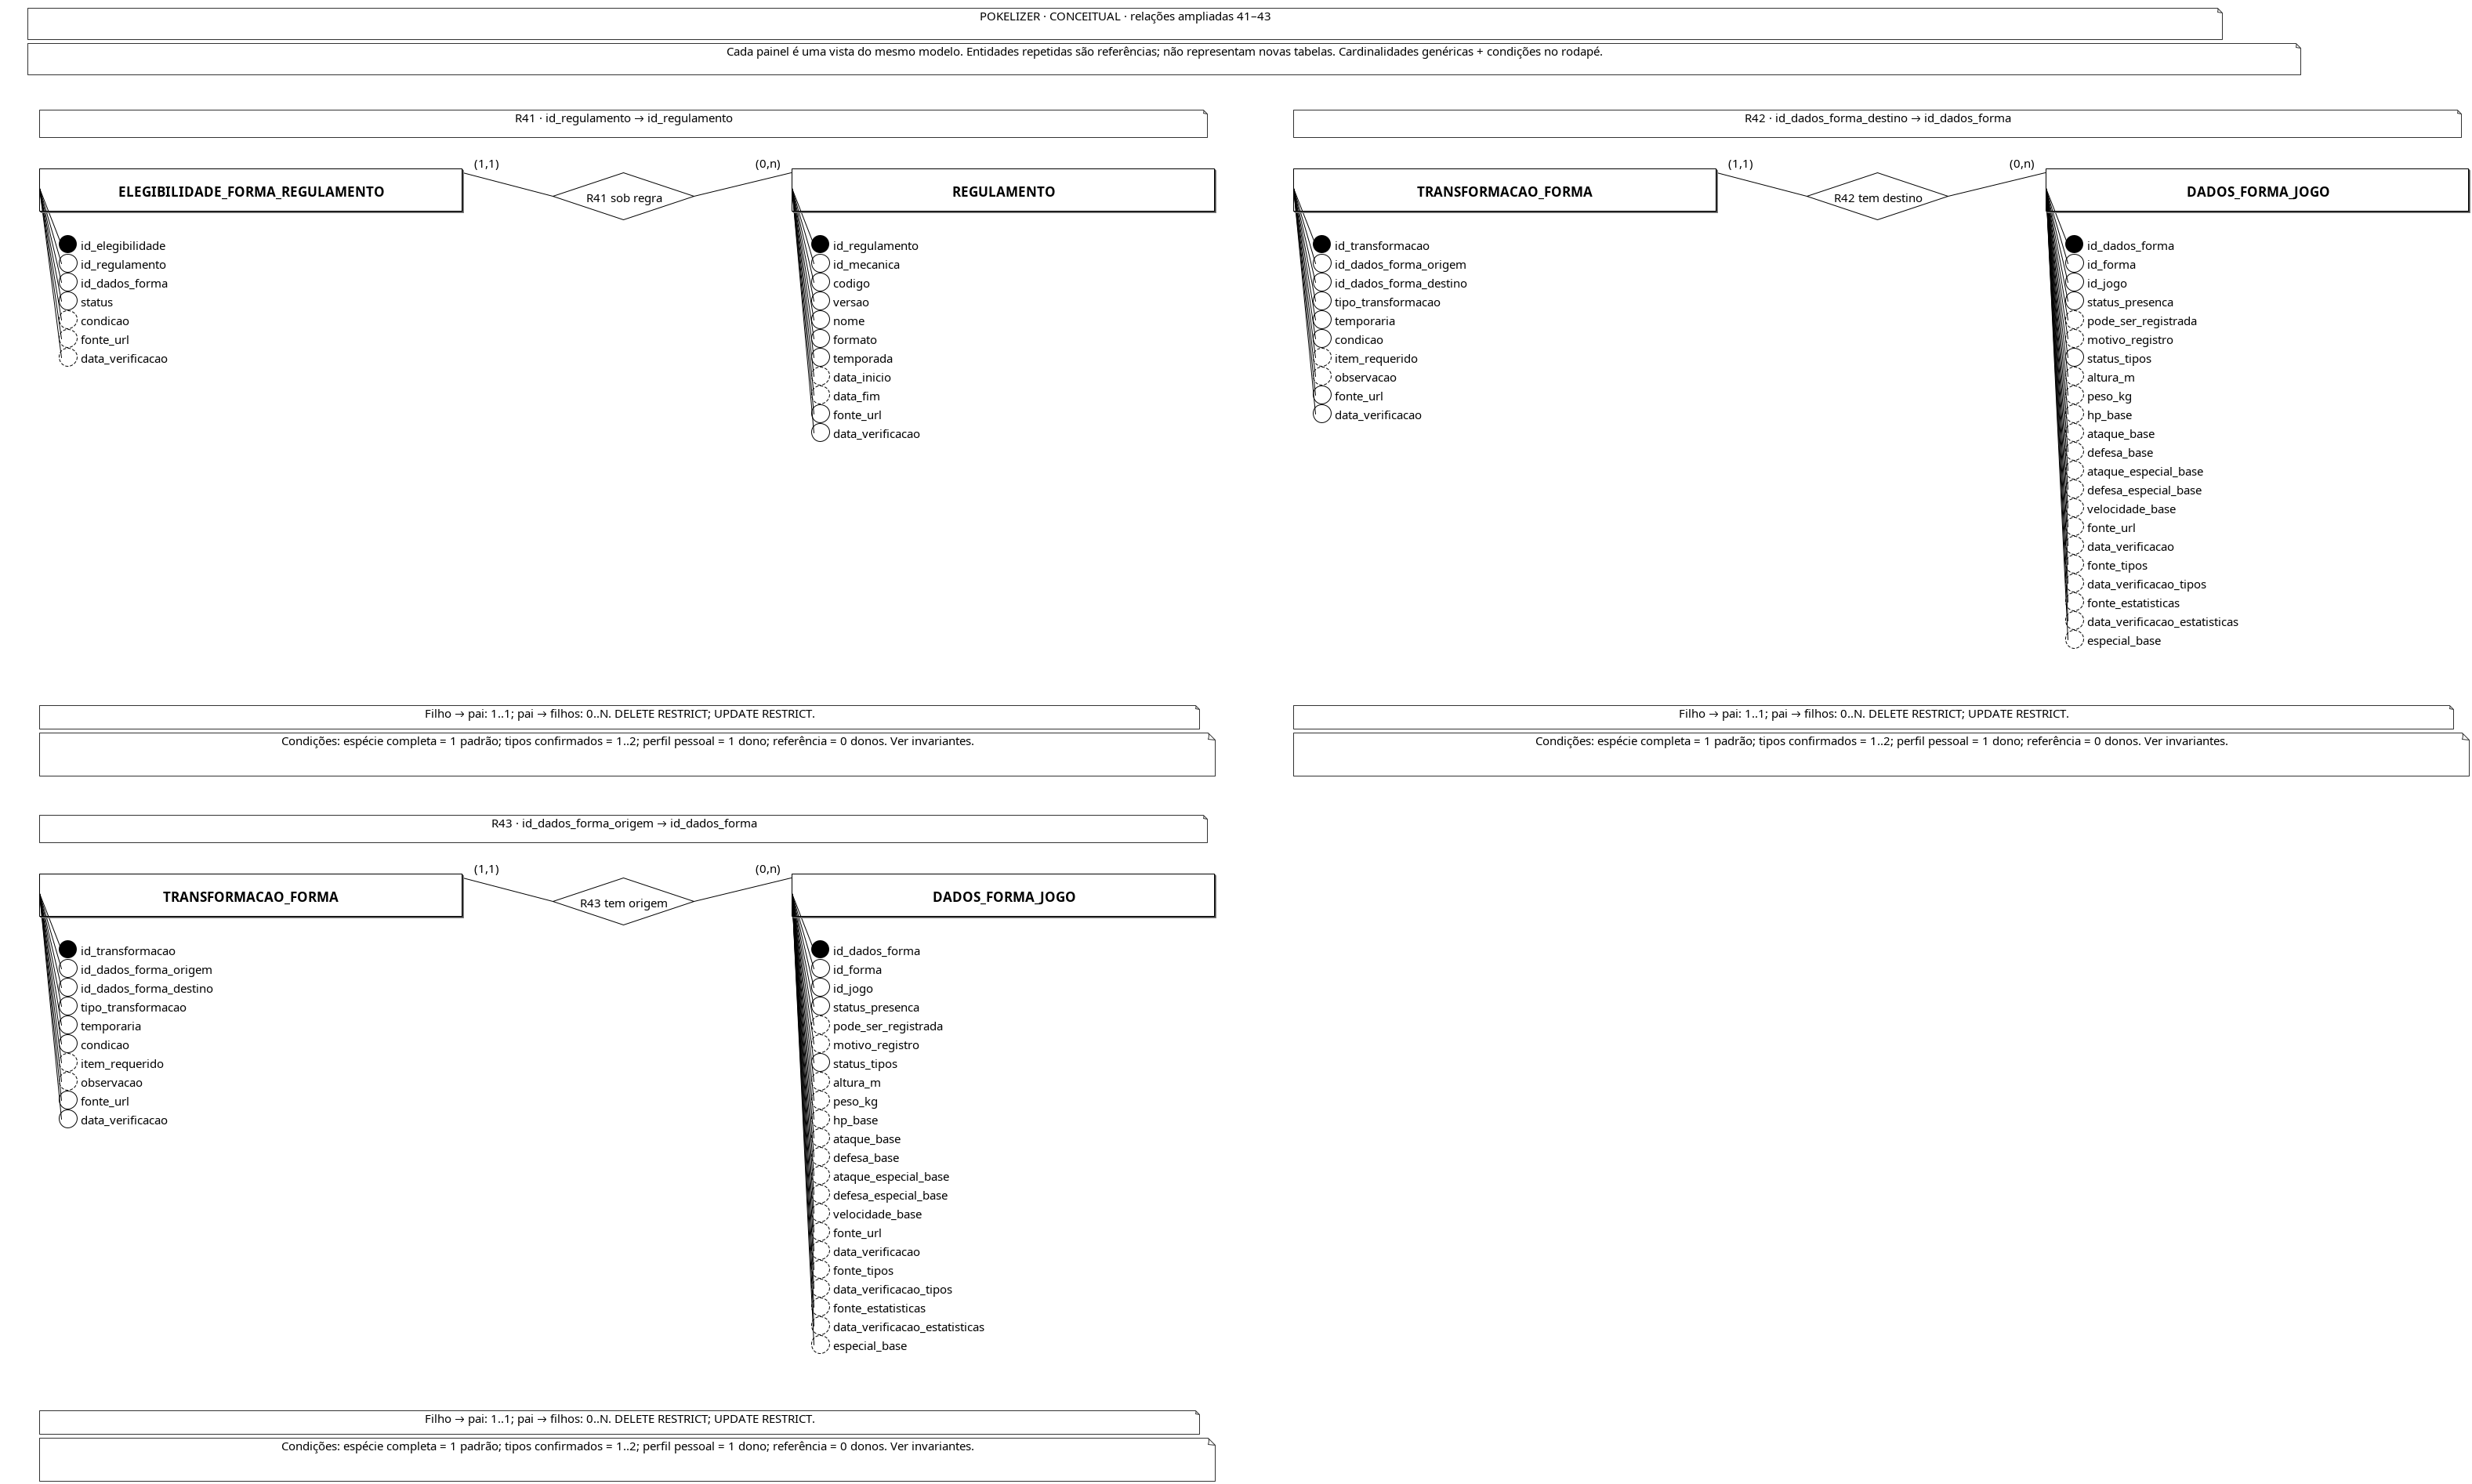 POKELIZER · CONCEITUAL · relações ampliadas 41–43
Cada painel é uma vista do mesmo modelo. Entidades repetidas são referências; não representam novas tabelas. Cardinalidades genéricas + condições no rodapé.
R41 · id_regulamento → id_regulamento
(1,1)
(0,n)
ELEGIBILIDADE_FORMA_REGULAMENTO
R41 sob regra
REGULAMENTO
id_elegibilidade
id_regulamento
id_dados_forma
status
condicao
fonte_url
data_verificacao
id_regulamento
id_mecanica
codigo
versao
nome
formato
temporada
data_inicio
data_fim
fonte_url
data_verificacao
Filho → pai: 1..1; pai → filhos: 0..N. DELETE RESTRICT; UPDATE RESTRICT.
Condições: espécie completa = 1 padrão; tipos confirmados = 1..2; perfil pessoal = 1 dono; referência = 0 donos. Ver invariantes.
R42 · id_dados_forma_destino → id_dados_forma
(1,1)
(0,n)
TRANSFORMACAO_FORMA
R42 tem destino
DADOS_FORMA_JOGO
id_transformacao
id_dados_forma_origem
id_dados_forma_destino
tipo_transformacao
temporaria
condicao
item_requerido
observacao
fonte_url
data_verificacao
id_dados_forma
id_forma
id_jogo
status_presenca
pode_ser_registrada
motivo_registro
status_tipos
altura_m
peso_kg
hp_base
ataque_base
defesa_base
ataque_especial_base
defesa_especial_base
velocidade_base
fonte_url
data_verificacao
fonte_tipos
data_verificacao_tipos
fonte_estatisticas
data_verificacao_estatisticas
especial_base
Filho → pai: 1..1; pai → filhos: 0..N. DELETE RESTRICT; UPDATE RESTRICT.
Condições: espécie completa = 1 padrão; tipos confirmados = 1..2; perfil pessoal = 1 dono; referência = 0 donos. Ver invariantes.
R43 · id_dados_forma_origem → id_dados_forma
(1,1)
(0,n)
TRANSFORMACAO_FORMA
R43 tem origem
DADOS_FORMA_JOGO
id_transformacao
id_dados_forma_origem
id_dados_forma_destino
tipo_transformacao
temporaria
condicao
item_requerido
observacao
fonte_url
data_verificacao
id_dados_forma
id_forma
id_jogo
status_presenca
pode_ser_registrada
motivo_registro
status_tipos
altura_m
peso_kg
hp_base
ataque_base
defesa_base
ataque_especial_base
defesa_especial_base
velocidade_base
fonte_url
data_verificacao
fonte_tipos
data_verificacao_tipos
fonte_estatisticas
data_verificacao_estatisticas
especial_base
Filho → pai: 1..1; pai → filhos: 0..N. DELETE RESTRICT; UPDATE RESTRICT.
Condições: espécie completa = 1 padrão; tipos confirmados = 1..2; perfil pessoal = 1 dono; referência = 0 donos. Ver invariantes.